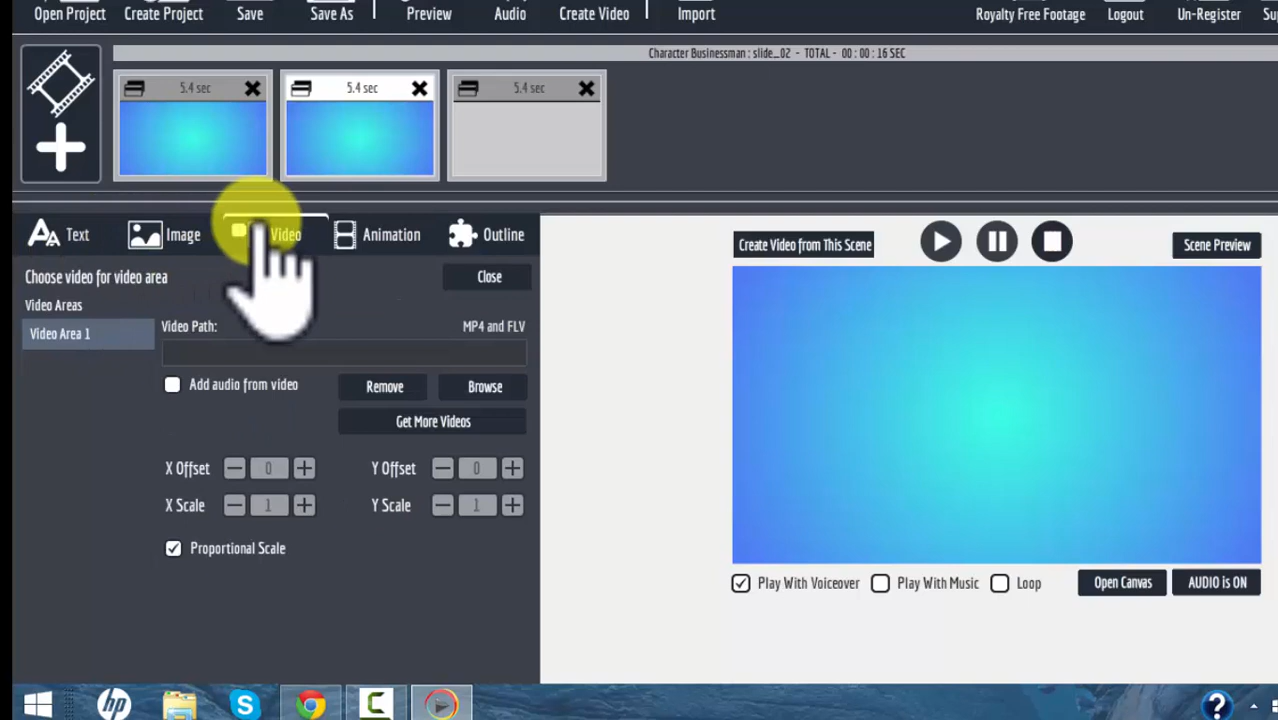 Open Project Create Project Save Save As Preview Audio Create Video Import Royalty Free Footage Logout Un-Register
Character Businessman : slide_02 - TOTAL - 00 : 00 : 16 SEC
5.4 sec 5.4 sec 5.4 sec
Text Image Video Animation Outline
Create Video from This Scene Scene Preview
Choose video for video area Close
Video Areas
Video Area 1 Video Path: MP4 and FLV
Add audio from video Remove Browse
Get More Videos
X Offset 0 Y Offset 0
X Scale 1 Y Scale 1
Proportional Scale
Play With Voiceover Play With Music Loop Open Canvas AUDIO is ON
hp S C ?